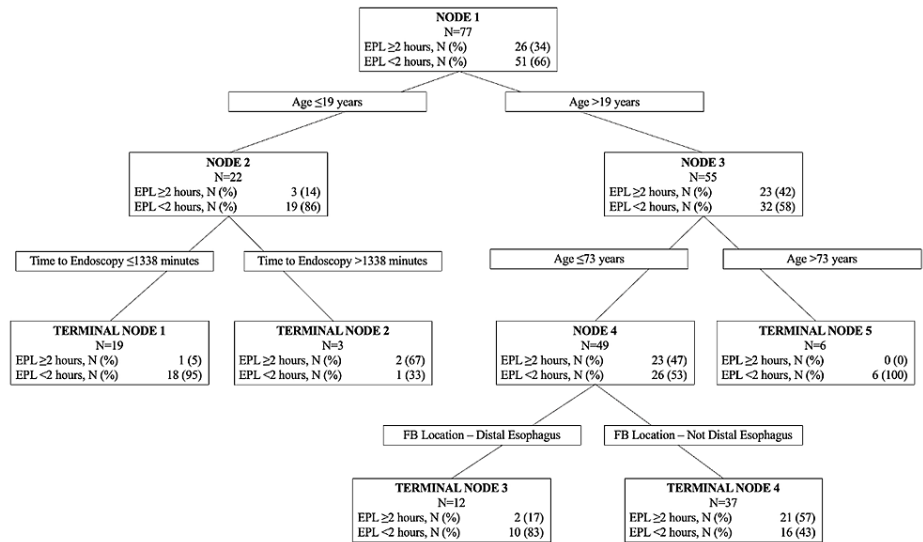 NODE 1
N=77
EPL ≥2 hours, N (%) 26 (34)
EPL <2 hours, N (%) 51 (66)
Age ≤19 years
Age >19 years
NODE 2
N=22
EPL ≥2 hours, N (%) 3 (14)
EPL <2 hours, N (%) 19 (86)
NODE 3
N=55
EPL ≥2 hours, N (%) 23 (42)
EPL <2 hours, N (%) 32 (58)
Time to Endoscopy ≤1338 minutes
Time to Endoscopy >1338 minutes
Age ≤73 years
Age >73 years
TERMINAL NODE 1
N=19
EPL ≥2 hours, N (%) 1 (5)
EPL <2 hours, N (%) 18 (95)
TERMINAL NODE 2
N=3
EPL ≥2 hours, N (%) 2 (67)
EPL <2 hours, N (%) 1 (33)
NODE 4
N=49
EPL ≥2 hours, N (%) 23 (47)
EPL <2 hours, N (%) 26 (53)
TERMINAL NODE 5
N=6
EPL ≥2 hours, N (%) 0 (0)
EPL <2 hours, N (%) 6 (100)
FB Location – Distal Esophagus
FB Location – Not Distal Esophagus
TERMINAL NODE 3
N=12
EPL ≥2 hours, N (%) 2 (17)
EPL <2 hours, N (%) 10 (83)
TERMINAL NODE 4
N=37
EPL ≥2 hours, N (%) 21 (57)
EPL <2 hours, N (%) 16 (43)